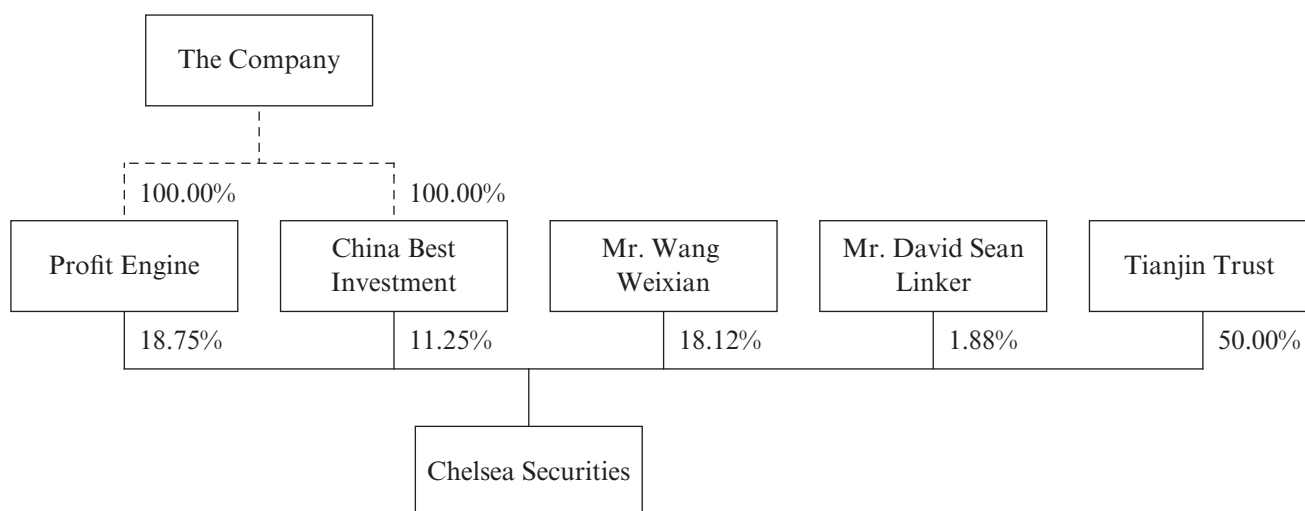 The Company
100.00%
100.00%
Profit Engine
China Best
Investment
Mr. Wang
Weixian
Mr. David Sean
Linker
Tianjin Trust
18.75%
11.25%
18.12%
1.88%
50.00%
Chelsea Securities